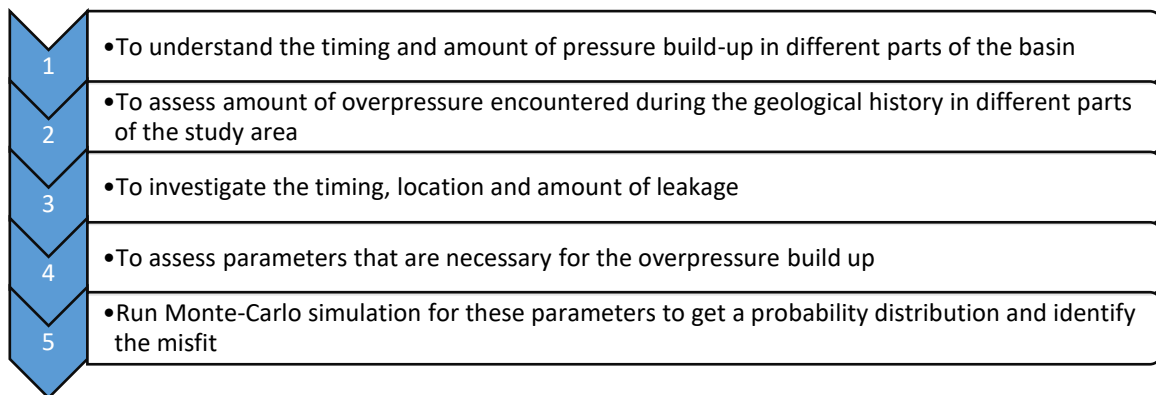 1
•To understand the timing and amount of pressure build-up in different parts of the basin
2
•To assess amount of overpressure encountered during the geological history in different parts
of the study area
3
•To investigate the timing, location and amount of leakage
4
•To assess parameters that are necessary for the overpressure build up
5
•Run Monte-Carlo simulation for these parameters to get a probability distribution and identify
the misfit